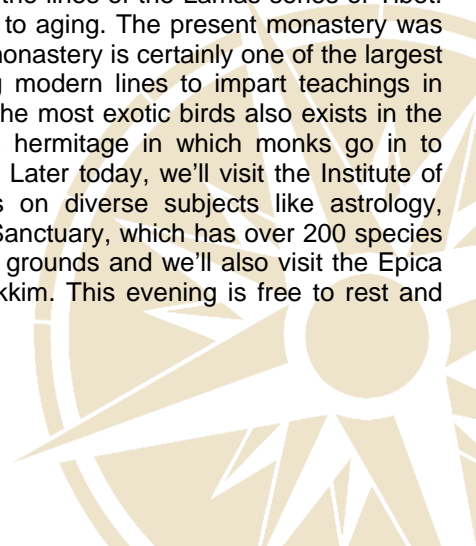 the lines of the Lamas series of Tibet.
to aging. The present monastery was
monastery is certainly one of the largest
modern lines to impart teachings in
he most exotic birds also exists in the
hermitage in which monks go in to
Later today, we'll visit the Institute of
on diverse subjects like astrology,
Sanctuary, which has over 200 species
grounds and we'll also visit the Epica
kkim. This evening is free to rest and